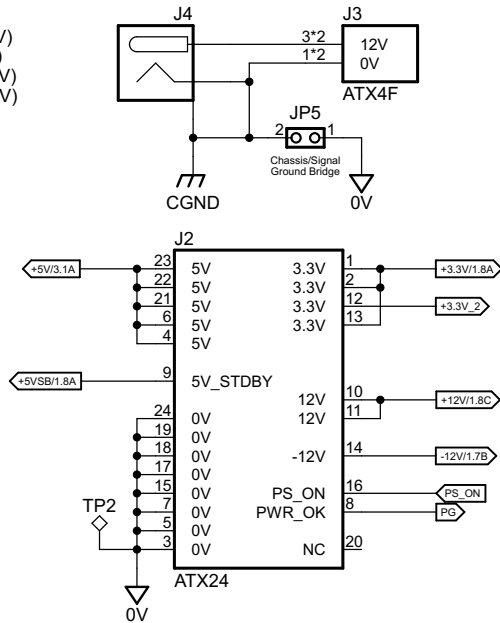 V)
)
V)
V)
J4
J3
3*2
12V
1*2
0V
ATX4F
JP5
2
1
Chassis/Signal
Ground Bridge
CGND
0V
J2
+5V/3.1A
23
5V
3.3V
1
+3.3V/1.8A
22
5V
3.3V
2
21
5V
3.3V
12
+3.3V_2
6
5V
3.3V
13
4
5V
+5VSB/1.8A
9
5V_STDBY
12V
10
+12V/1.8C
24
0V
12V
11
19
0V
18
0V
-12V
14
-12V/1.7B
17
0V
15
0V
PS_ON
16
PS_ON
TP2
7
0V
PWR_OK
8
PG
5
0V
3
0V
NC
20
ATX24
0V